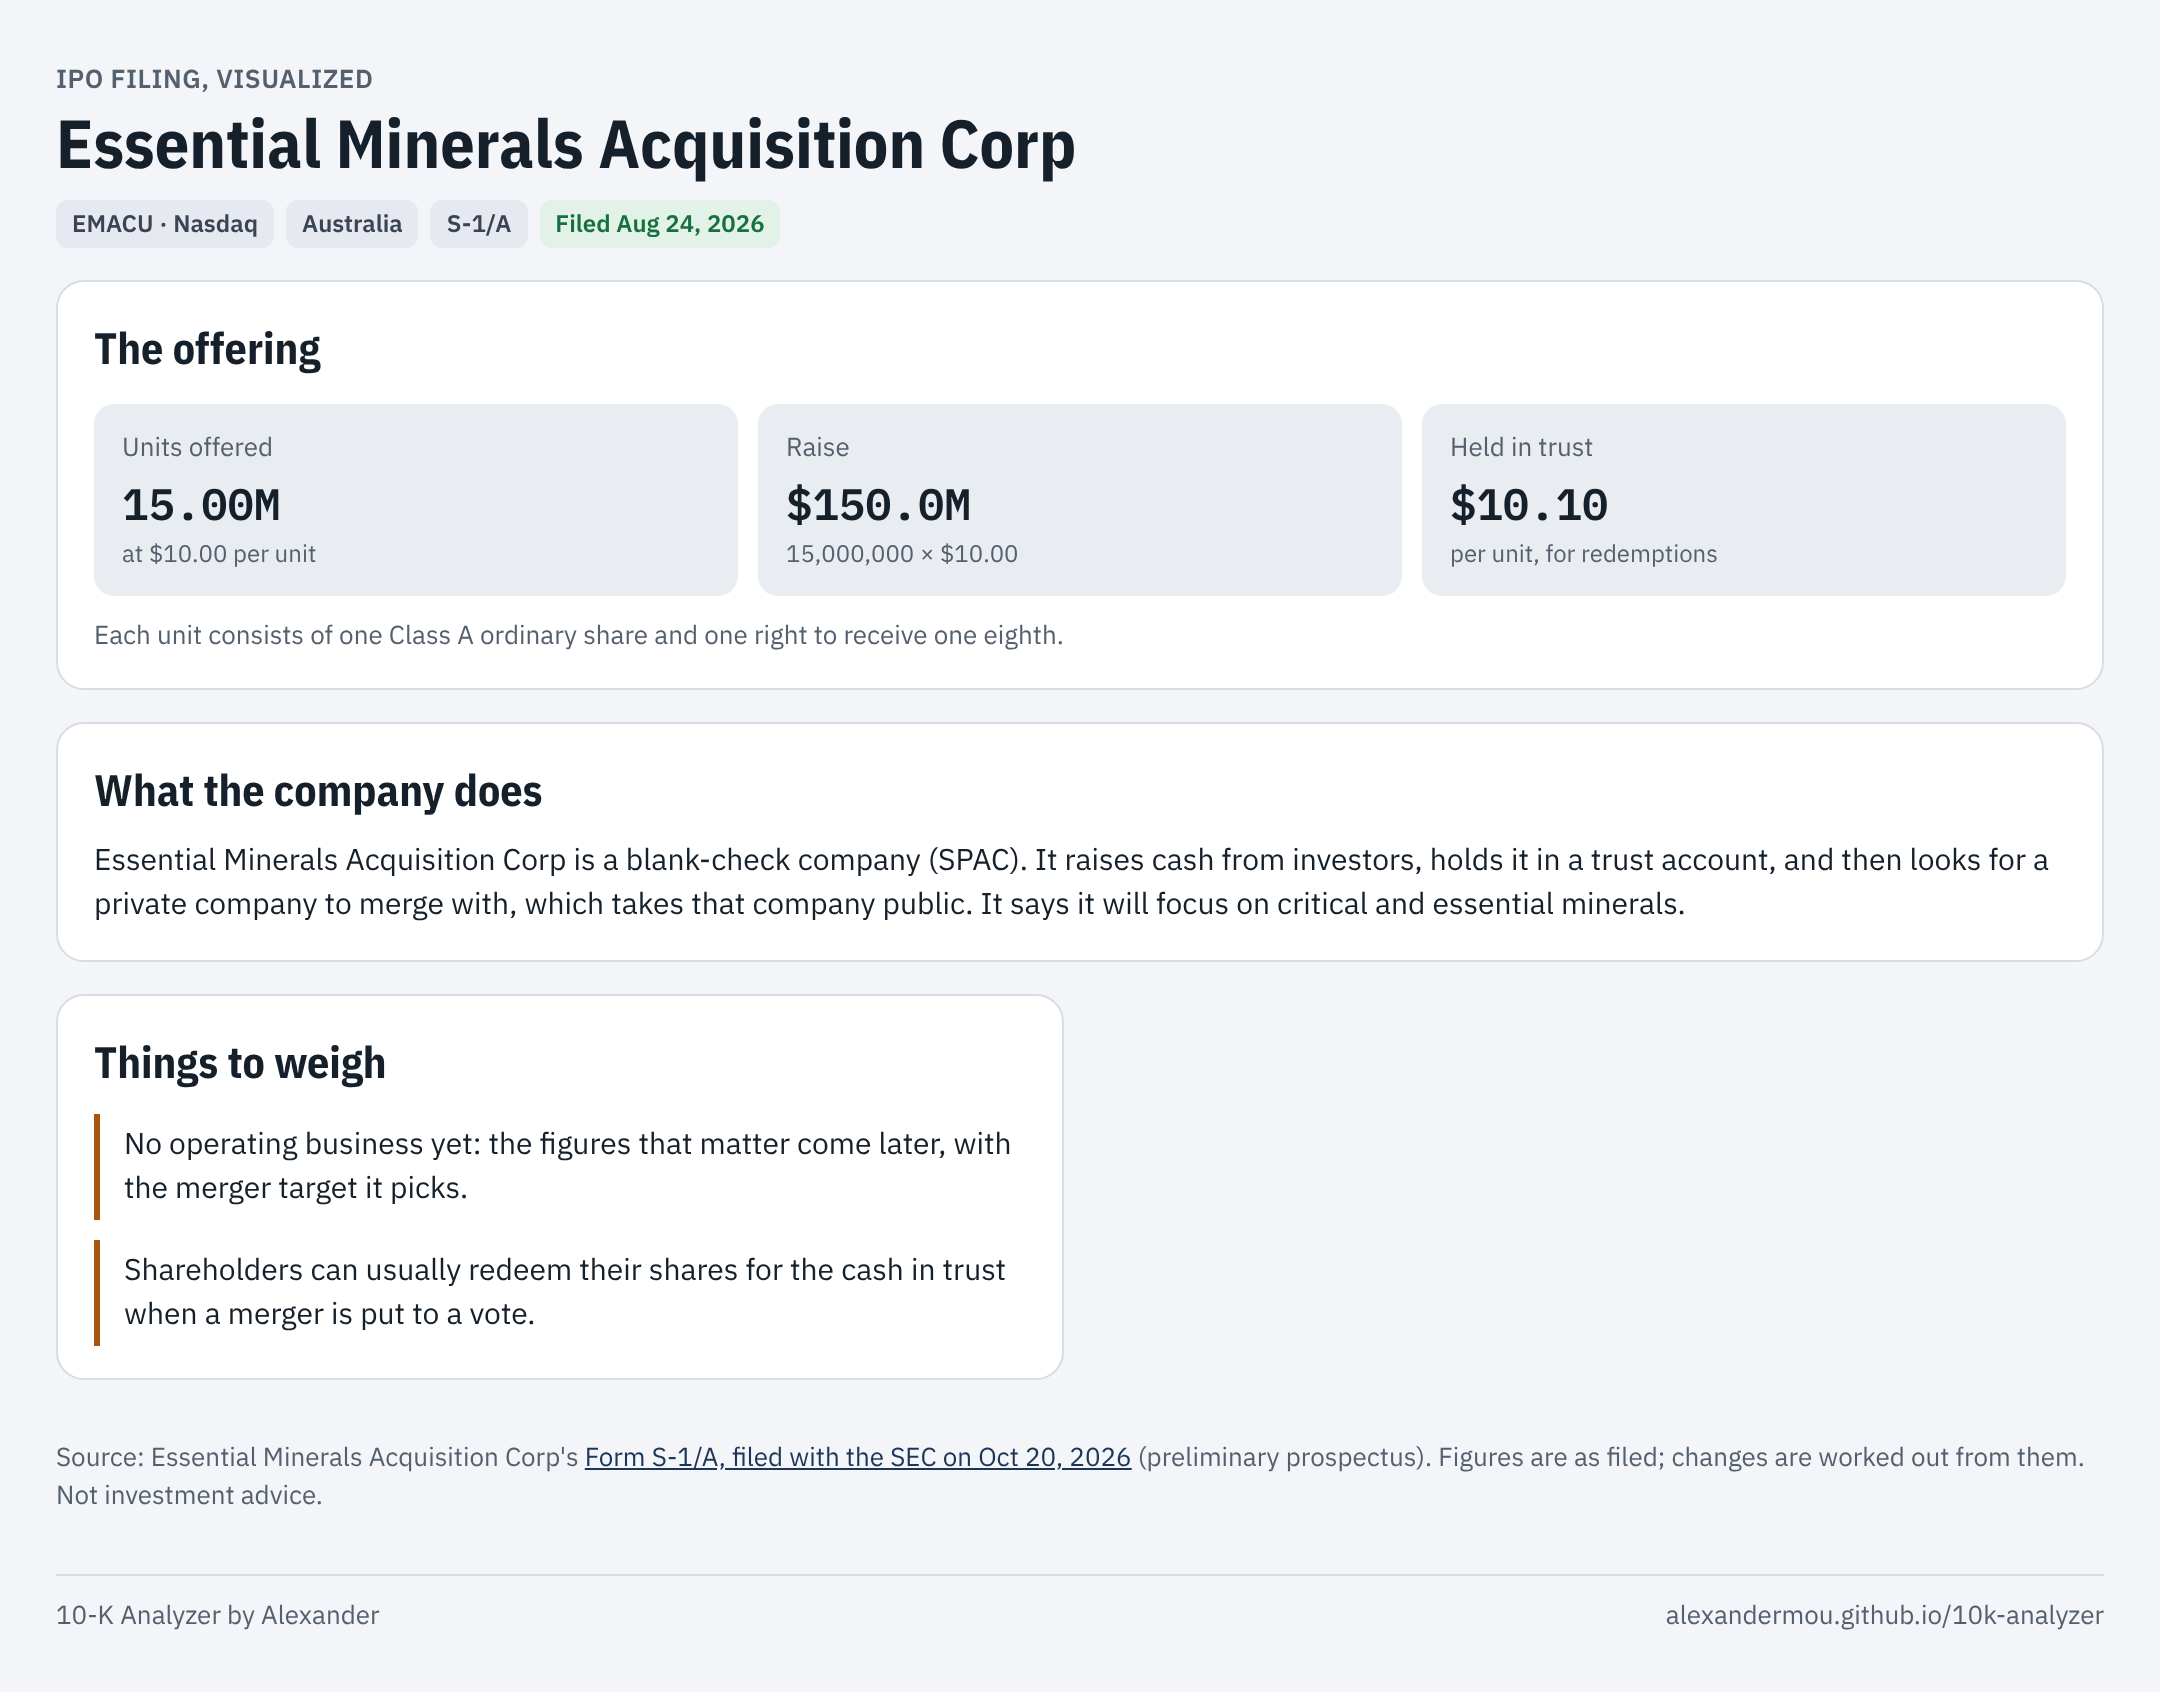 IPO FILING, VISUALIZED
Essential Minerals Acquisition Corp
EMACU · Nasdaq Australia S-1/A Filed Aug 24, 2026
The offering
Units offered
15.00M
at $10.00 per unit
Raise
$150.0M
15,000,000 × $10.00
Held in trust
$10.10
per unit, for redemptions
Each unit consists of one Class A ordinary share and one right to receive one eighth.
What the company does
Essential Minerals Acquisition Corp is a blank-check company (SPAC). It raises cash from investors, holds it in a trust account, and then looks for a
private company to merge with, which takes that company public. It says it will focus on critical and essential minerals.
Things to weigh
No operating business yet: the figures that matter come later, with
the merger target it picks.
Shareholders can usually redeem their shares for the cash in trust
when a merger is put to a vote.
Source: Essential Minerals Acquisition Corp's Form S-1/A, filed with the SEC on Oct 20, 2026 (preliminary prospectus). Figures are as filed; changes are worked out from them.
Not investment advice.
10-K Analyzer by Alexander
alexandermou.github.io/10k-analyzer